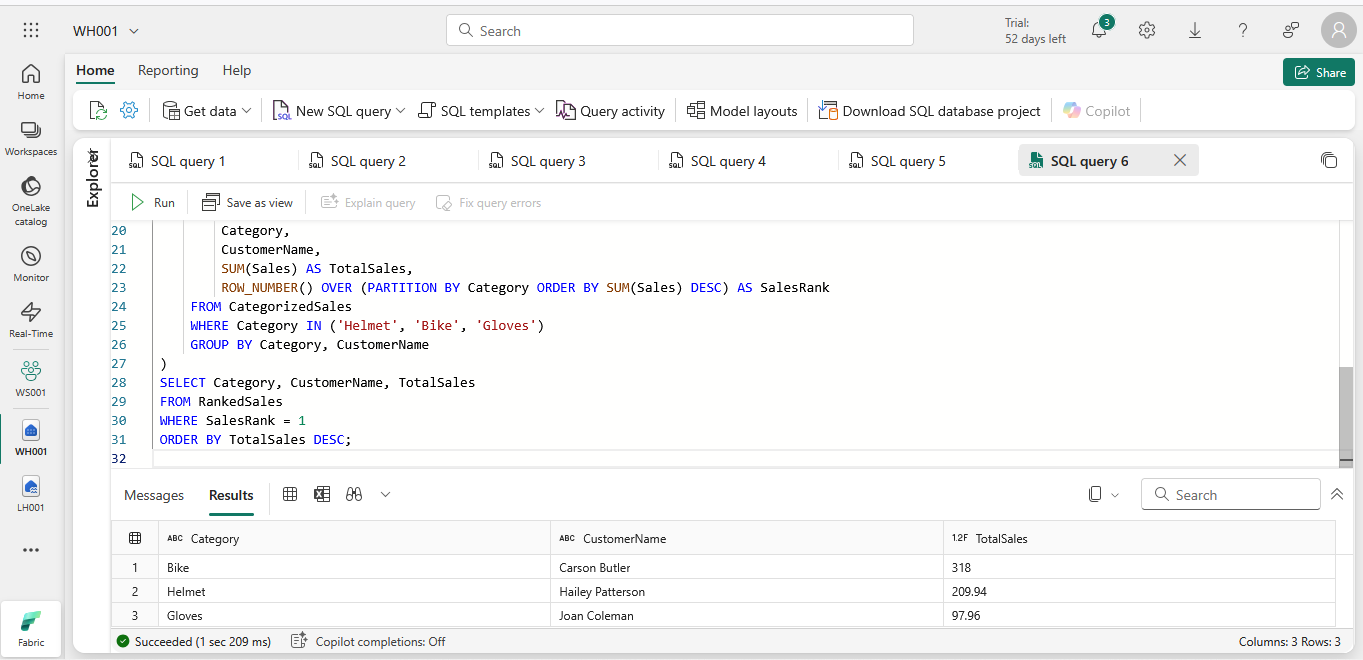 WH001
Search
Trial:
52 days left
3
Home
Reporting
Help
Share
Get data
New SQL query
SQL templates
Query activity
Model layouts
Download SQL database project
Copilot
Home
Workspaces
OneLake
catalog
Monitor
Real-Time
WS001
WH001
LH001
Fabric
Explorer
SQL query 1
SQL query 2
SQL query 3
SQL query 4
SQL query 5
SQL query 6
Run
Save as view
Explain query
Fix query errors
20 Category,
21 CustomerName,
22 SUM(Sales) AS TotalSales,
23 ROW_NUMBER() OVER (PARTITION BY Category ORDER BY SUM(Sales) DESC) AS SalesRank
24 FROM CategorizedSales
25 WHERE Category IN ('Helmet', 'Bike', 'Gloves')
26 GROUP BY Category, CustomerName
27 )
28 SELECT Category, CustomerName, TotalSales
29 FROM RankedSales
30 WHERE SalesRank = 1
31 ORDER BY TotalSales DESC;
32
Messages
Results
Search
ABC Category ABC CustomerName 1.2F TotalSales
1 Bike Carson Butler 318
2 Helmet Hailey Patterson 209.94
3 Gloves Joan Coleman 97.96
Succeeded (1 sec 209 ms)
Copilot completions: Off
Columns: 3 Rows: 3